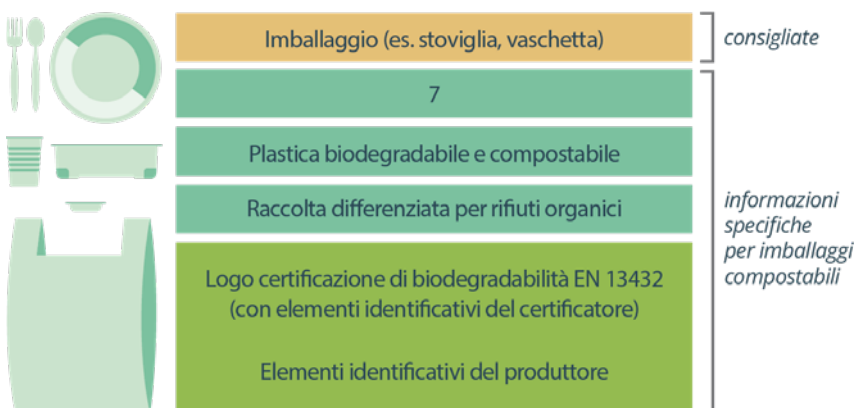 Imballaggio (es. stoviglia, vaschetta)
consigliate
7
Plastica biodegradabile e compostabile
Raccolta differenziata per rifiuti organici
Logo certificazione di biodegradabilità EN 13432
(con elementi identificativi del certificatore)
Elementi identificativi del produttore
informazioni
specifiche
per imballaggi
compostabili